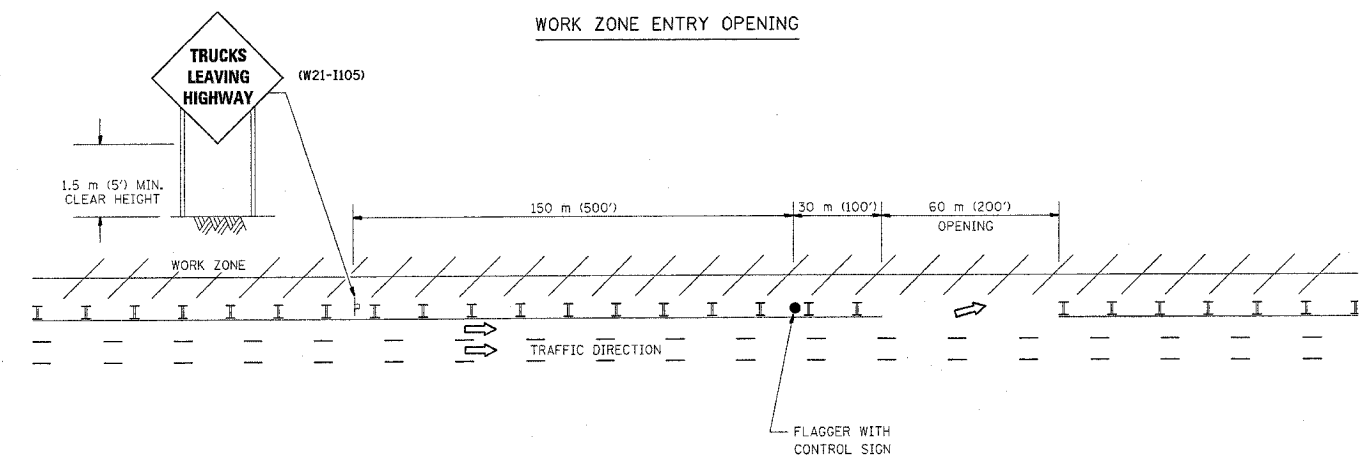 WORK ZONE ENTRY OPENING
TRUCKS
LEAVING
HIGHWAY
(W21-I105)
1.5 m (5') MIN.
CLEAR HEIGHT
150 m (500')
30 m (100')
60 m (200')
OPENING
WORK ZONE
TRAFFIC DIRECTION
FLAGGER WITH
CONTROL SIGN